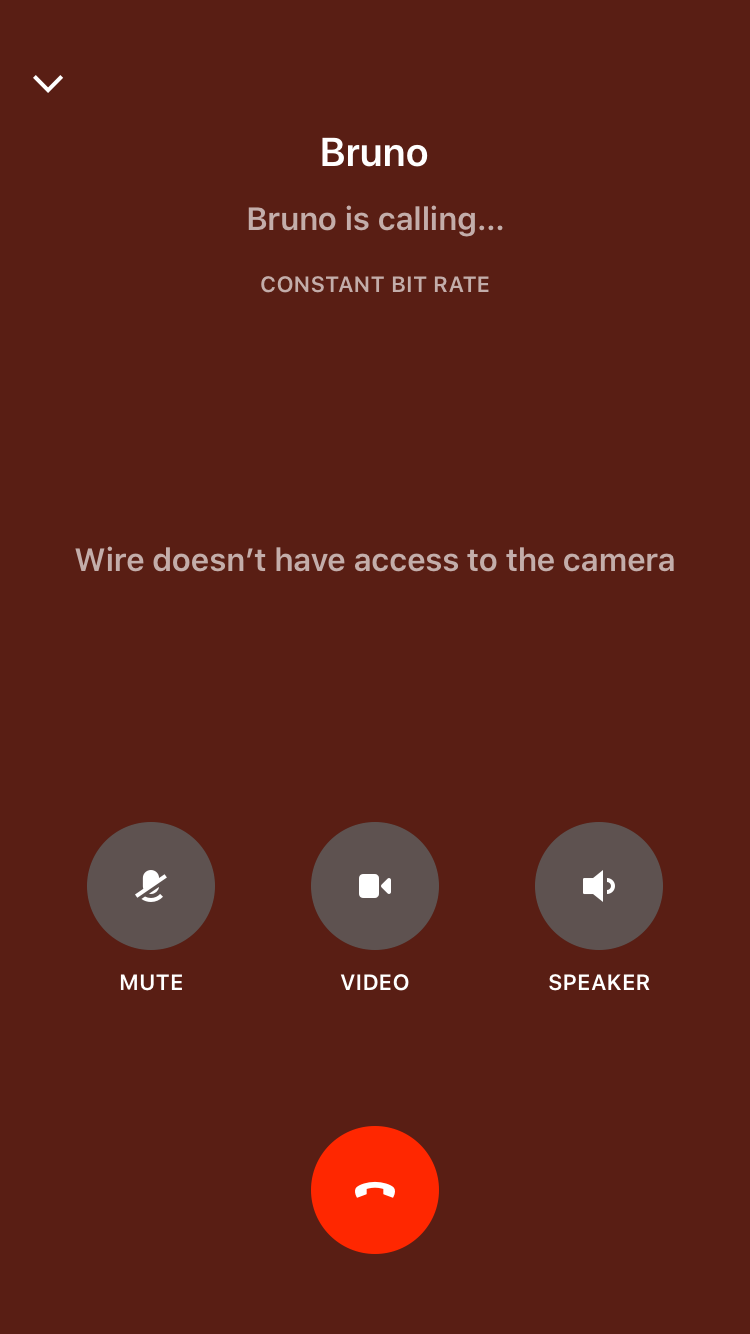 Bruno
Bruno is calling...
CONSTANT BIT RATE
Wire doesn’t have access to the camera
MUTE VIDEO SPEAKER